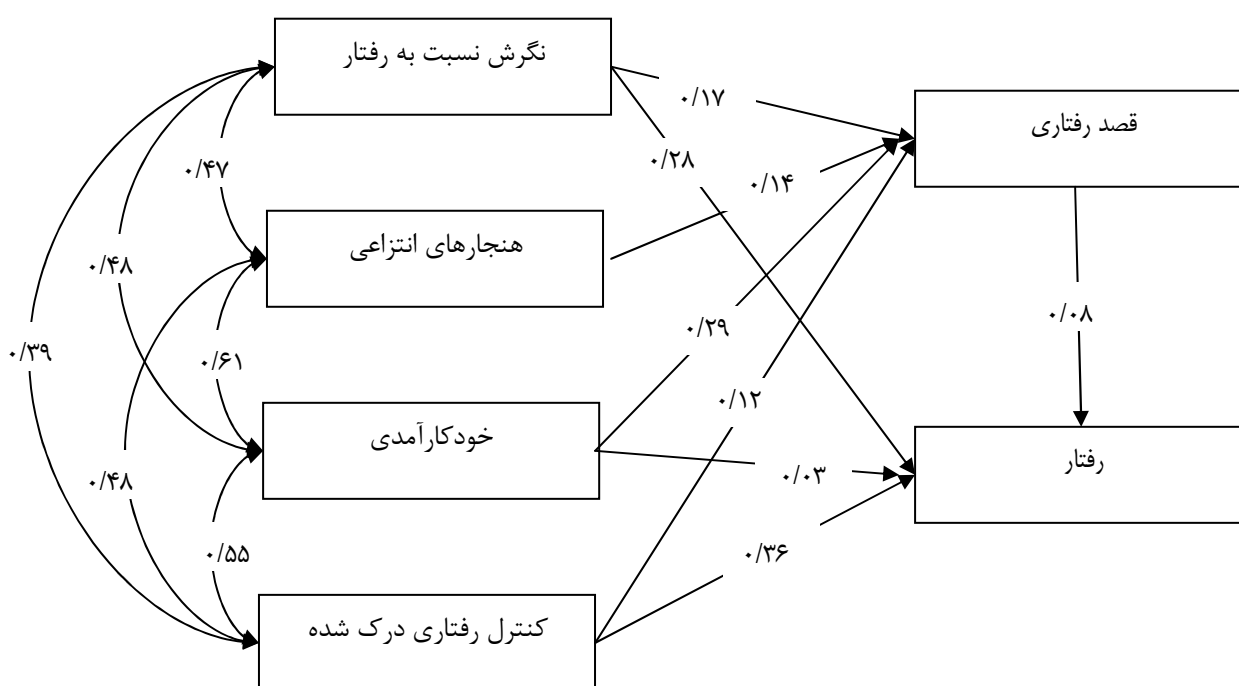 نگرش نسبت به رفتار
۰/۱۷
قصد رفتاری
۰/۴۷
۰/۲۸
۰/۱۴
هنجارهای انتزاعی
۰/۴۸
۰/۰۸
۰/۲۹
۰/۳۹
۰/۶۱
۰/۱۲
خودکارآمدی
رفتار
۰/۴۸
۰/۰۳
۰/۵۵
۰/۳۶
کنترل رفتاری درک شده